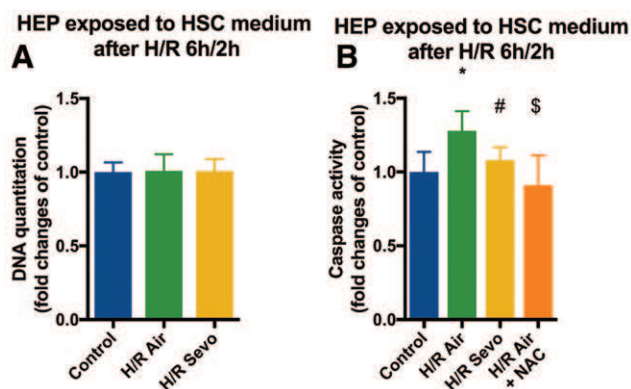 HEP exposed to HSC medium
after H/R 6h/2h
A
DNA quantitation
(fold changes of control)
1.5
1.0
0.5
0.0
Control
H/R Air
H/R Sevo
HEP exposed to HSC medium
after H/R 6h/2h
B
*
#
$
Caspase activity
(fold changes of control)
1.5
1.0
0.5
0.0
Control
H/R Air
H/R Sevo
H/R Air
+ NAC